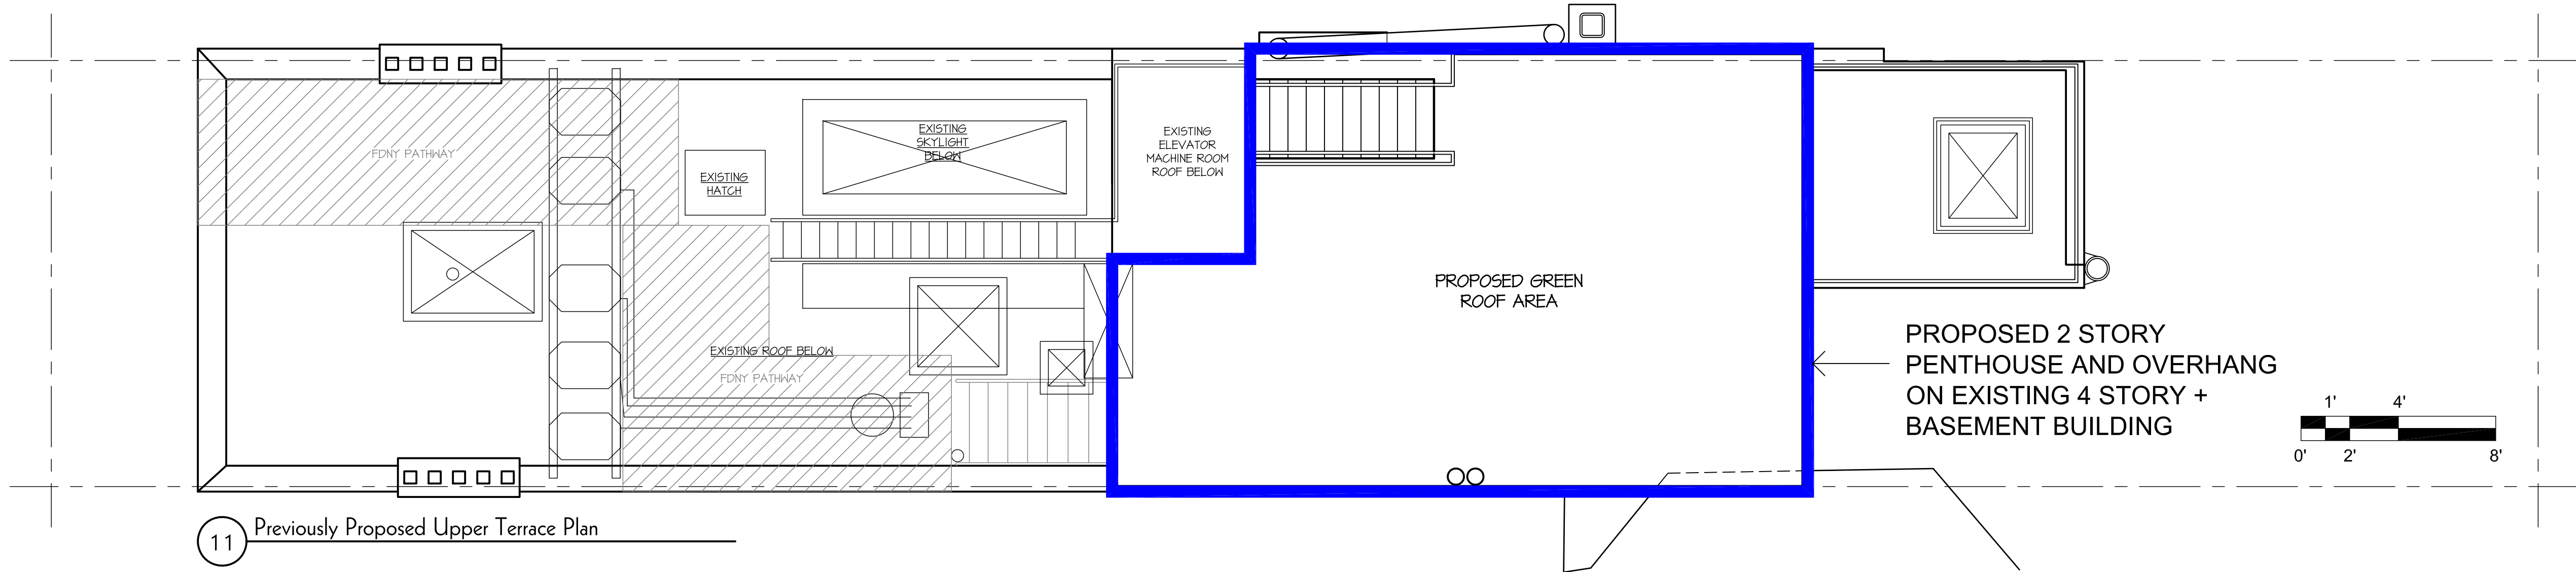 FDNY PATHWAY
EXISTING
HATCH
EXISTING
SKYLIGHT
BELOW
EXISTING
ELEVATOR
MACHINE ROOM
ROOF BELOW
EXISTING ROOF BELOW
FDNY PATHWAY
PROPOSED GREEN
ROOF AREA
PROPOSED 2 STORY
PENTHOUSE AND OVERHANG
ON EXISTING 4 STORY +
BASEMENT BUILDING
1' 4'
0' 2' 8'
11 Previously Proposed Upper Terrace Plan